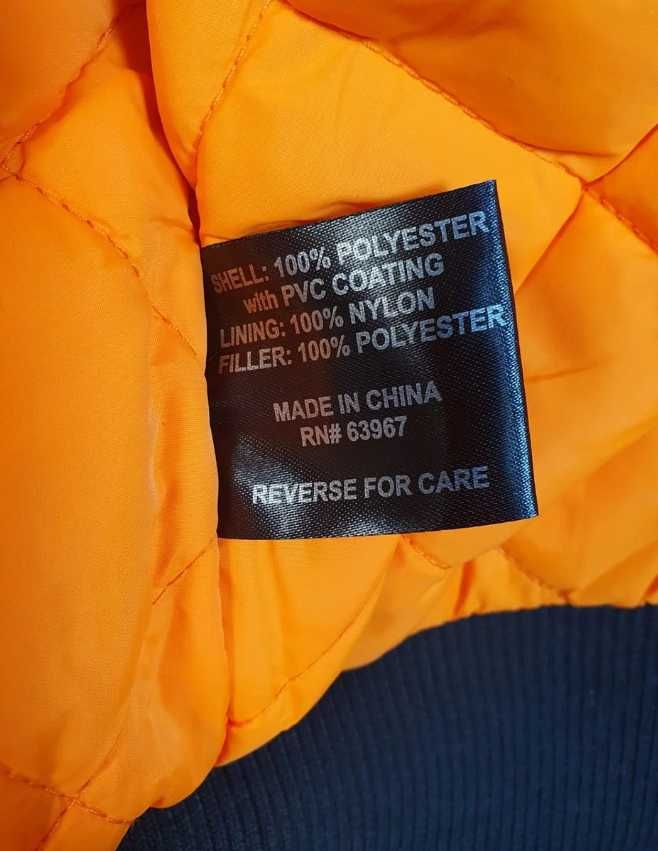 SHELL: 100% POLYESTER
with PVC COATING
LINING: 100% NYLON
FILLER: 100% POLYESTER
MADE IN CHINA
RN# 63967
REVERSE FOR CARE